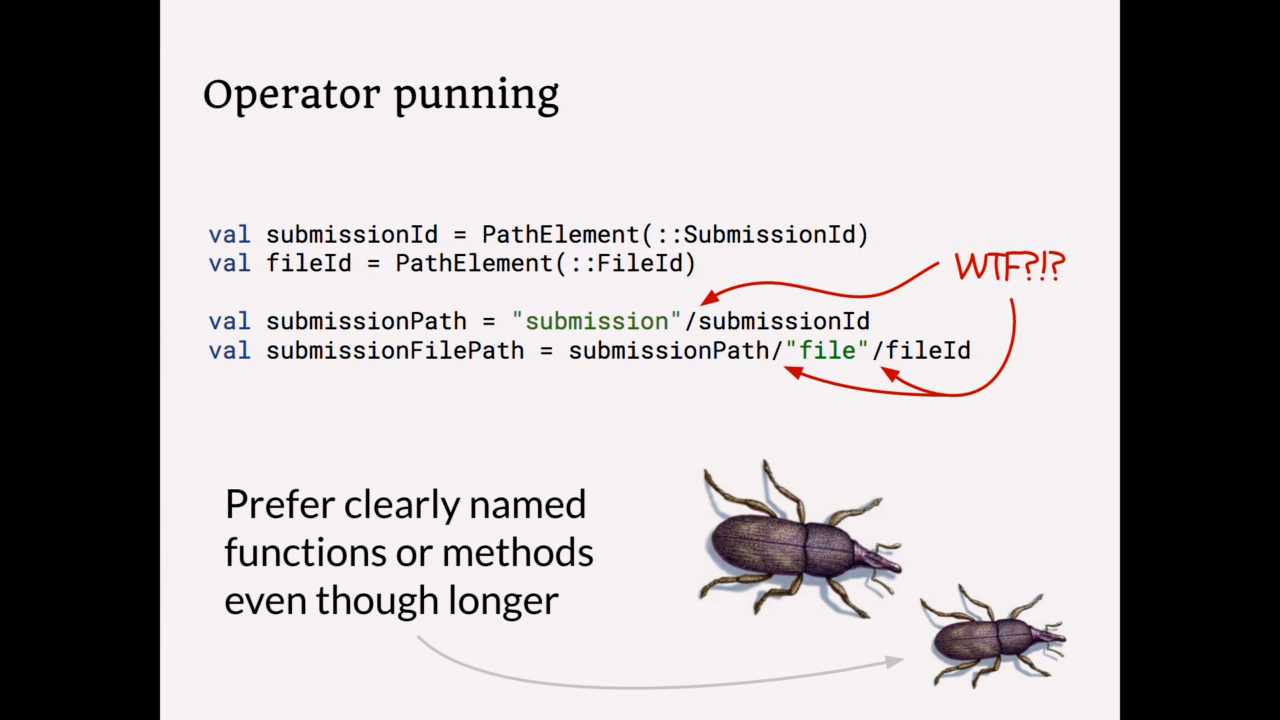 Operator punning
val submissionId = PathElement(::SubmissionId)
val fileId = PathElement(::FileId)
WTF?!?
val submissionPath = "submission"/submissionId
val submissionFilePath = submissionPath/"file"/fileId
Prefer clearly named
functions or methods
even though longer